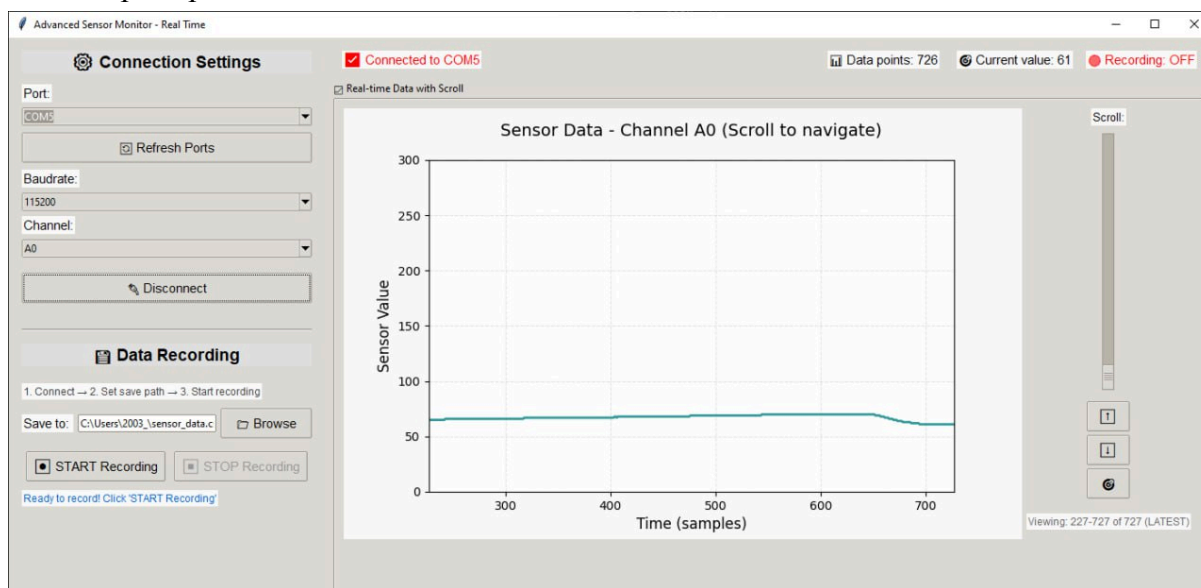 Advanced Sensor Monitor - Real Time
Connection Settings
Port:
COM5
Refresh Ports
Baudrate:
115200
Channel:
A0
Disconnect
Data Recording
1. Connect → 2. Set save path → 3. Start recording
Save to: C:\Users\2003_\sensor_data.c Browse
START Recording STOP Recording
Ready to record! Click 'START Recording'
Connected to COM5
Data points: 726 Current value: 61 Recording: OFF
Real-time Data with Scroll
Sensor Data - Channel A0 (Scroll to navigate)
300
250
200
150
100
50
0
Sensor Value
300 400 500 600 700
Time (samples)
Scroll:
Viewing: 227-727 of 727 (LATEST)